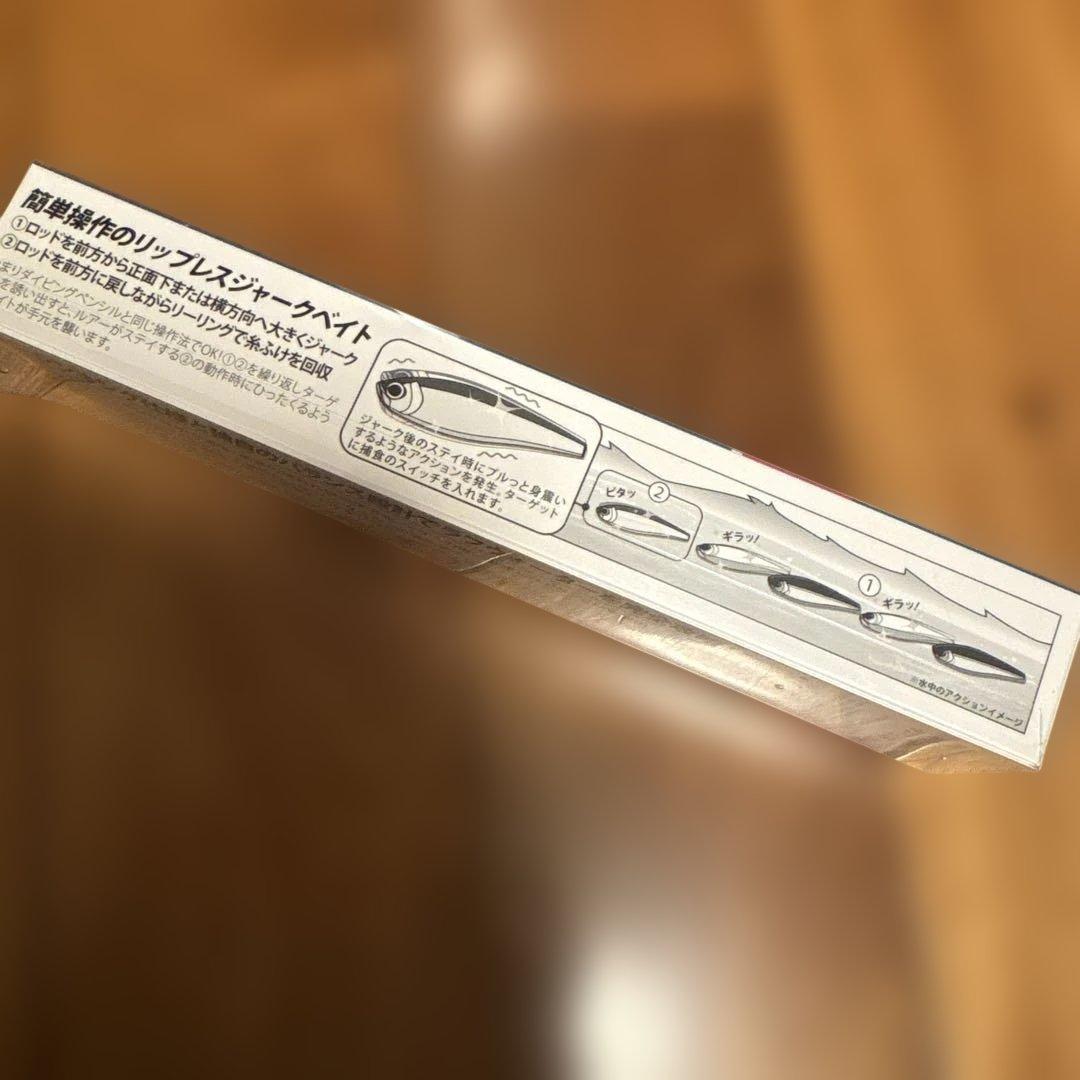 簡単操作のリップレスジャークベイト
①ロッドを前方から正面下または横方向へ大きくジャーク
②ロッドを前方に戻しながらリーリングで糸ふけを回収
まりダイビングペンシルと同じ操作法でOK!①②を繰り返しターゲ
を誘い出すと、ルアーがステイする②の動作時にひったくるよう
イトが手元を襲います。
ジャーク後のステイ時にブルっと身震い
するようなアクションを発生。ターゲット
に捕食のスイッチを入れます。
ピタッ
②
ギラッ!
①
ギラッ!
※水中のアクションイメージ